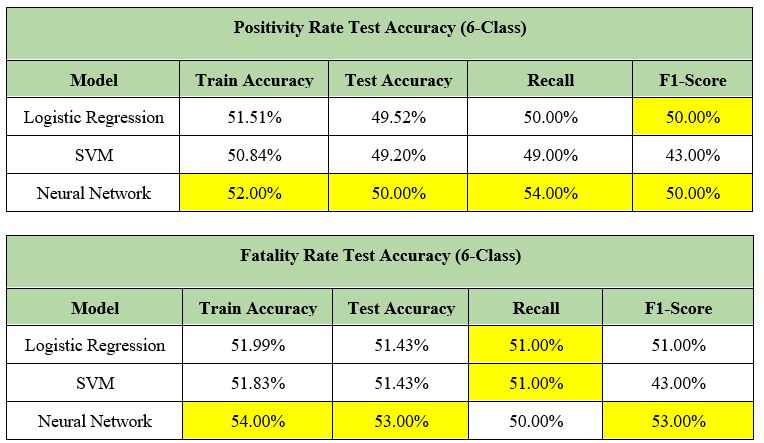 Positivity Rate Test Accuracy (6-Class)
Model Train Accuracy Test Accuracy Recall F1-Score
Logistic Regression 51.51% 49.52% 50.00% 50.00%
SVM 50.84% 49.20% 49.00% 43.00%
Neural Network 52.00% 50.00% 54.00% 50.00%
Fatality Rate Test Accuracy (6-Class)
Model Train Accuracy Test Accuracy Recall F1-Score
Logistic Regression 51.99% 51.43% 51.00% 51.00%
SVM 51.83% 51.43% 51.00% 43.00%
Neural Network 54.00% 53.00% 50.00% 53.00%